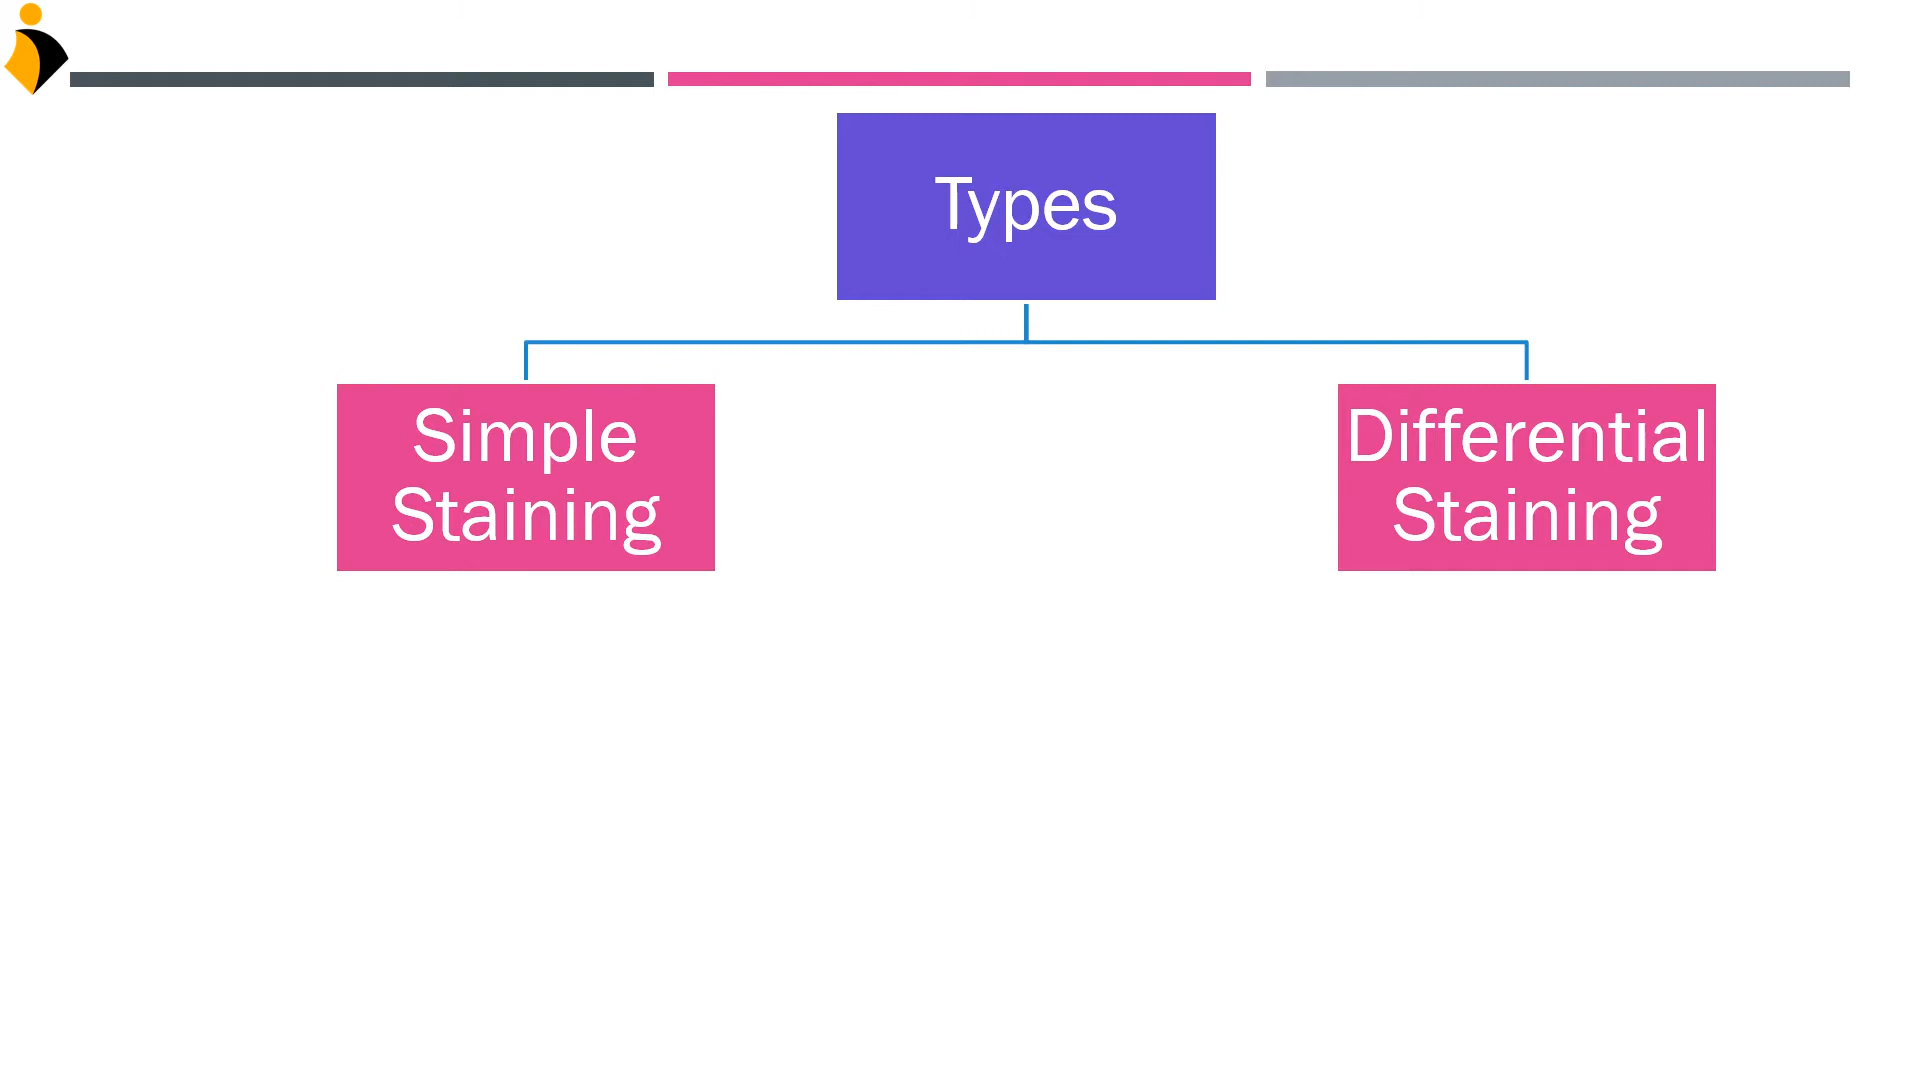 Types
Simple
Staining
Differential
Staining